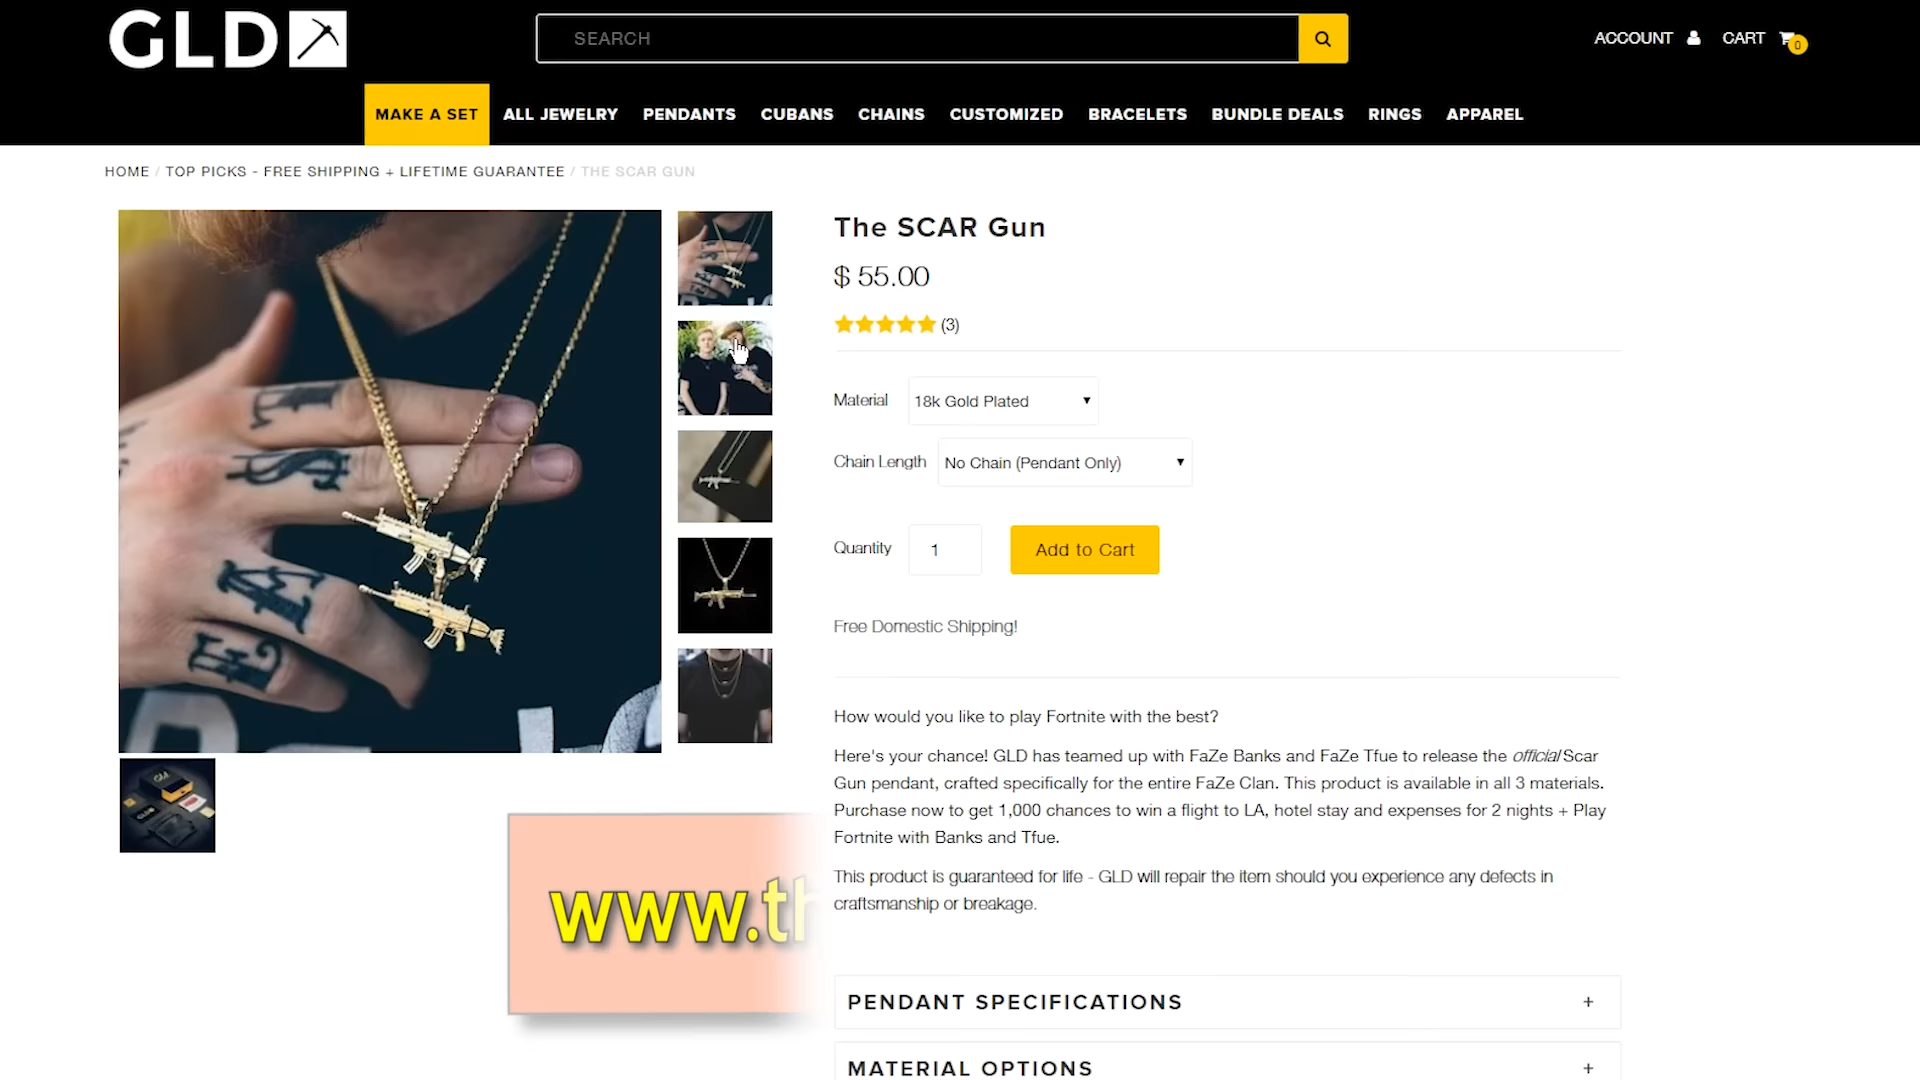 GLD
SEARCH
ACCOUNT
CART
0
MAKE A SET
ALL JEWELRY
PENDANTS
CUBANS
CHAINS
CUSTOMIZED
BRACELETS
BUNDLE DEALS
RINGS
APPAREL
HOME / TOP PICKS - FREE SHIPPING + LIFETIME GUARANTEE / THE SCAR GUN
The SCAR Gun
$ 55.00
(3)
Material
18k Gold Plated
Chain Length
No Chain (Pendant Only)
Quantity
1
Add to Cart
Free Domestic Shipping!
How would you like to play Fortnite with the best?
Here's your chance! GLD has teamed up with FaZe Banks and FaZe Tfue to release the official Scar
Gun pendant, crafted specifically for the entire FaZe Clan. This product is available in all 3 materials.
Purchase now to get 1,000 chances to win a flight to LA, hotel stay and expenses for 2 nights + Play
Fortnite with Banks and Tfue.
This product is guaranteed for life - GLD will repair the item should you experience any defects in
craftsmanship or breakage.
www.th
PENDANT SPECIFICATIONS +
MATERIAL OPTIONS +